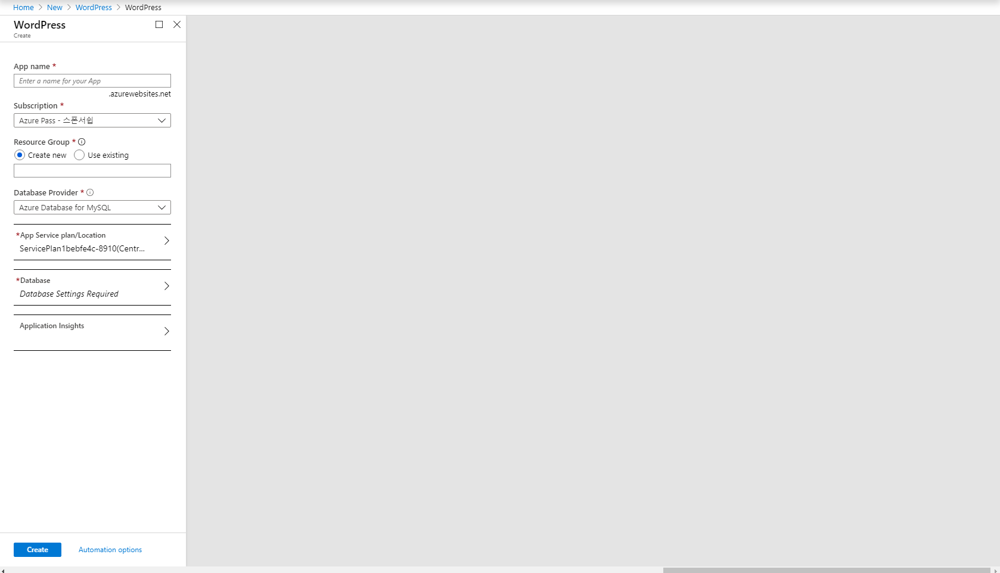 Home > New > WordPress > WordPress
WordPress
Create
App name *
Enter a name for your App
.azurewebsites.net
Subscription *
Azure Pass - 스폰서쉽
Resource Group *
Create new Use existing
Database Provider *
Azure Database for MySQL
*App Service plan/Location
ServicePlan1bebfe4c-8910(Centr...
*Database
Database Settings Required
Application Insights
Create Automation options